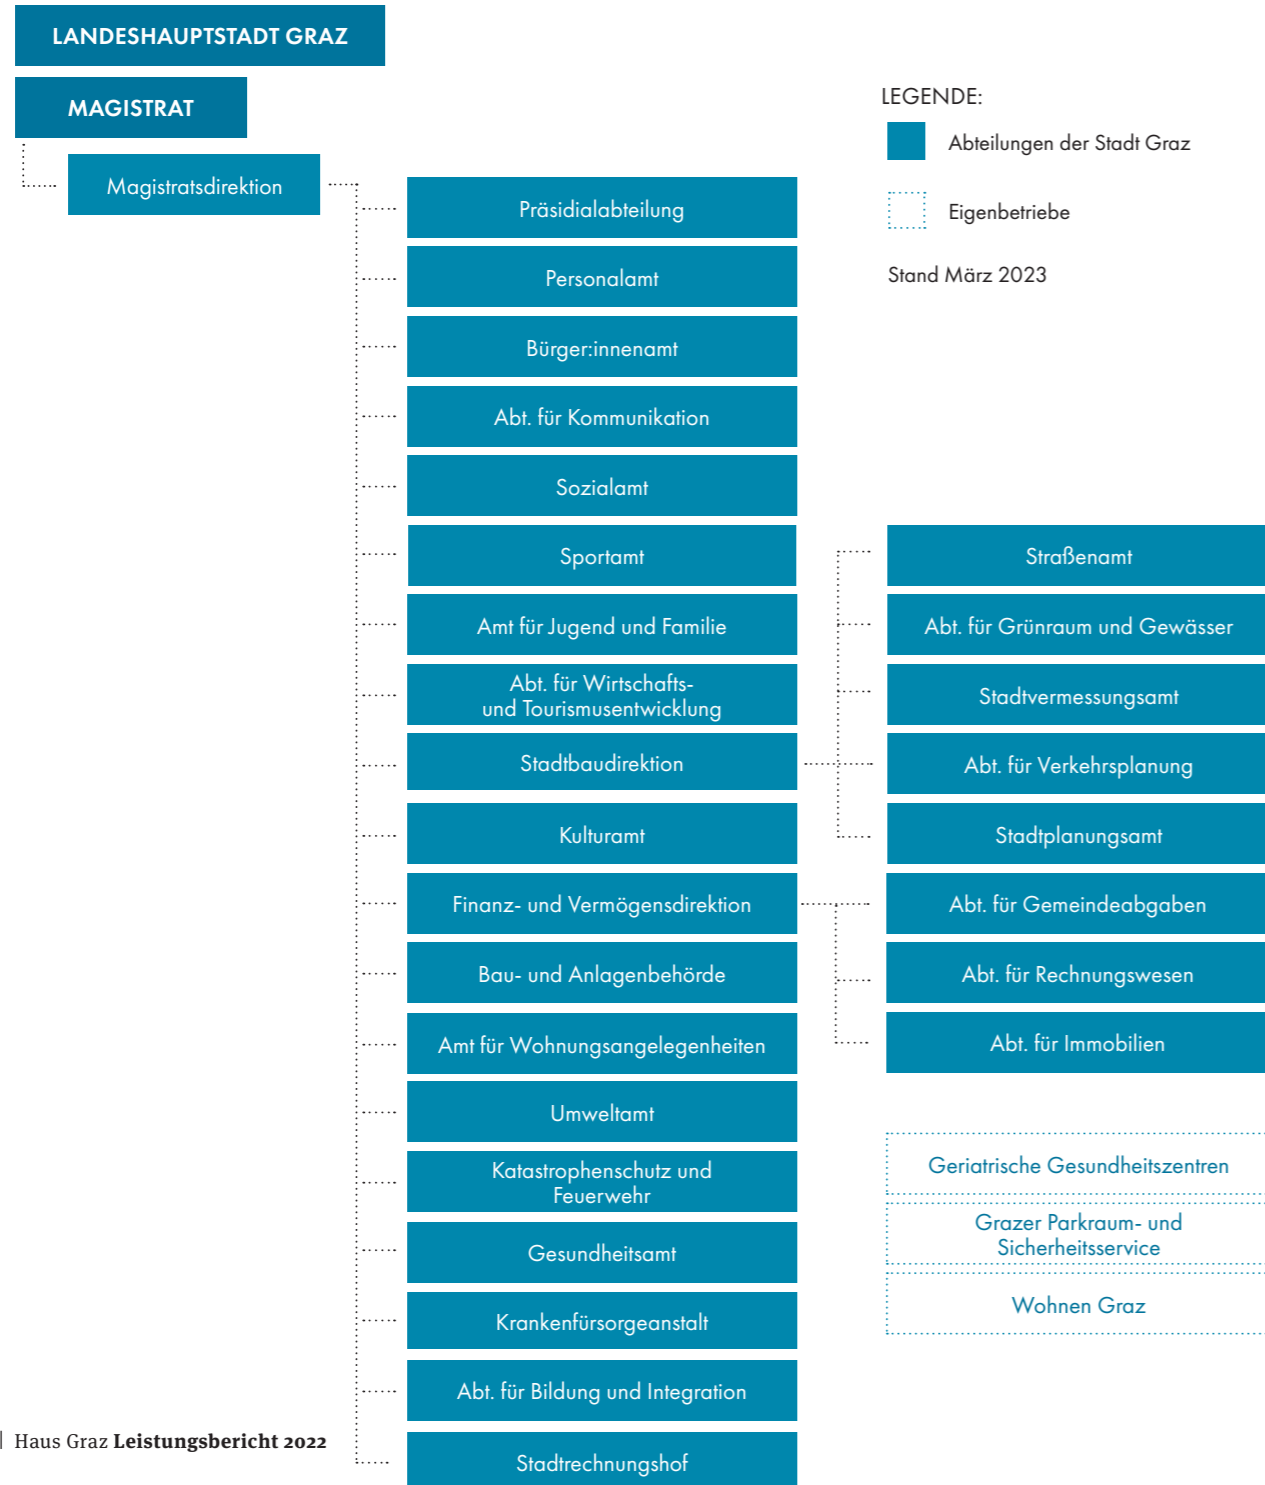 LANDESHAUPTSTADT GRAZ
MAGISTRAT
Magistratsdirektion
Präsidialabteilung
Personalamt
Bürger:innenamt
Abt. für Kommunikation
Sozialamt
Sportamt
Amt für Jugend und Familie
Abt. für Wirtschafts-
und Tourismusentwicklung
Stadtbaudirektion
Kulturamt
Finanz- und Vermögensdirektion
Bau- und Anlagenbehörde
Amt für Wohnungsangelegenheiten
Umweltamt
Katastrophenschutz und
Feuerwehr
Gesundheitsamt
Krankenfürsorgeanstalt
Abt. für Bildung und Integration
Stadtrechnungshof
LEGENDE:
Abteilungen der Stadt Graz
Eigenbetriebe
Stand März 2023
Straßenamt
Abt. für Grünraum und Gewässer
Stadtvermessungsamt
Abt. für Verkehrsplanung
Stadtplanungsamt
Abt. für Gemeindeabgaben
Abt. für Rechnungswesen
Abt. für Immobilien
Geriatrische Gesundheitszentren
Grazer Parkraum- und
Sicherheitsservice
Wohnen Graz
| Haus Graz Leistungsbericht 2022